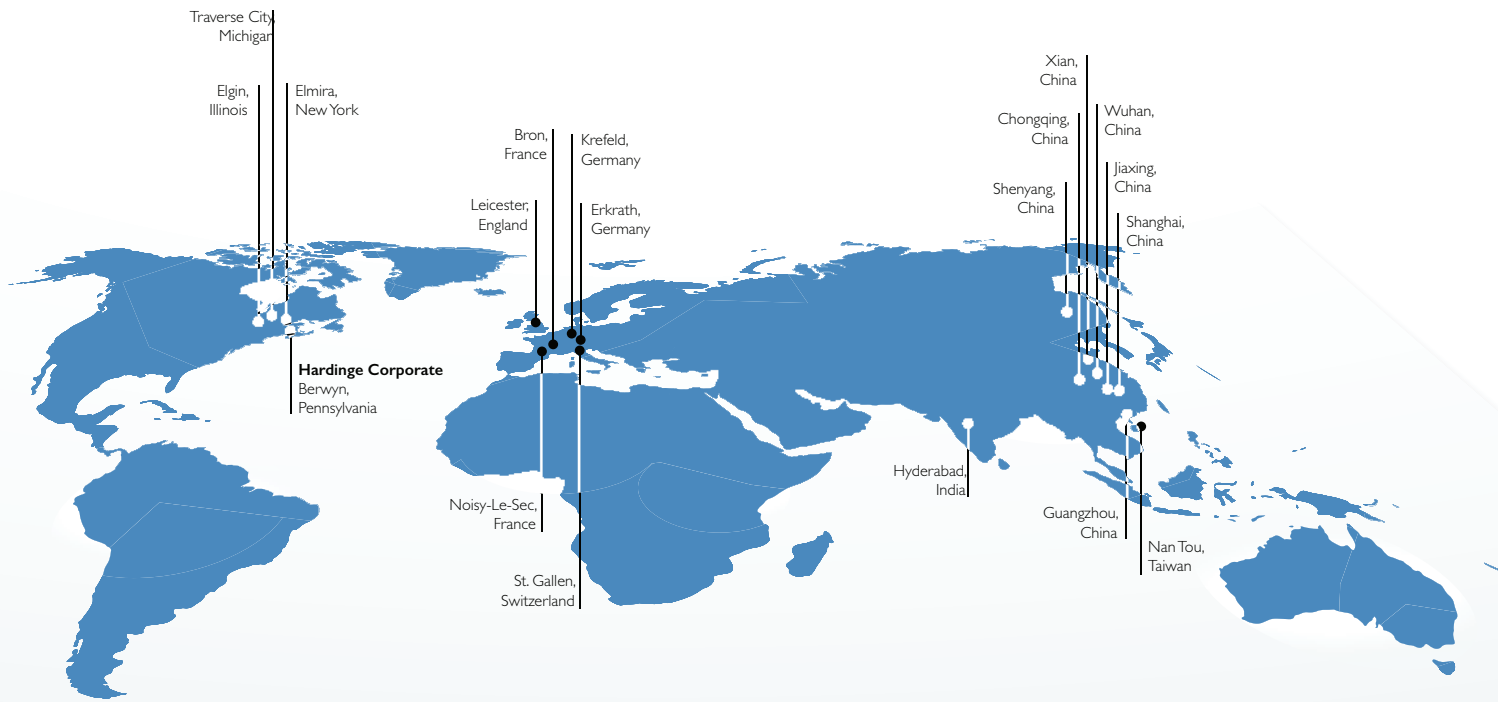 Traverse City,
Michigan
Elgin,
Illinois
Elmira,
New York
Hardinge Corporate
Berwyn,
Pennsylvania
Bron,
France
Krefeld,
Germany
Leicester,
England
Erkrath,
Germany
Noisy-Le-Sec,
France
St. Gallen,
Switzerland
Xian,
China
Chongqing,
China
Wuhan,
China
Jiaxing,
China
Shenyang,
China
Shanghai,
China
Hyderabad,
India
Guangzhou,
China
Nan Tou,
Taiwan